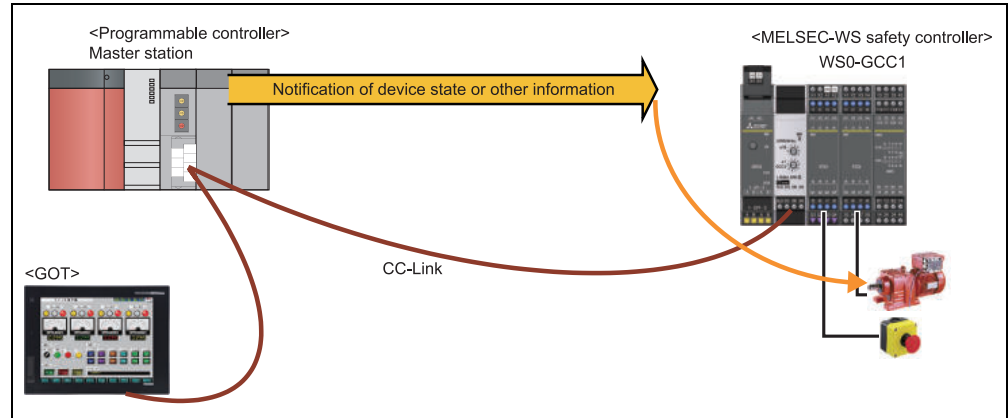 <Programmable controller>
Master station
<MELSEC-WS safety controller>
WS0-GCC1
Notification of device state or other information
CC-Link
<GOT>